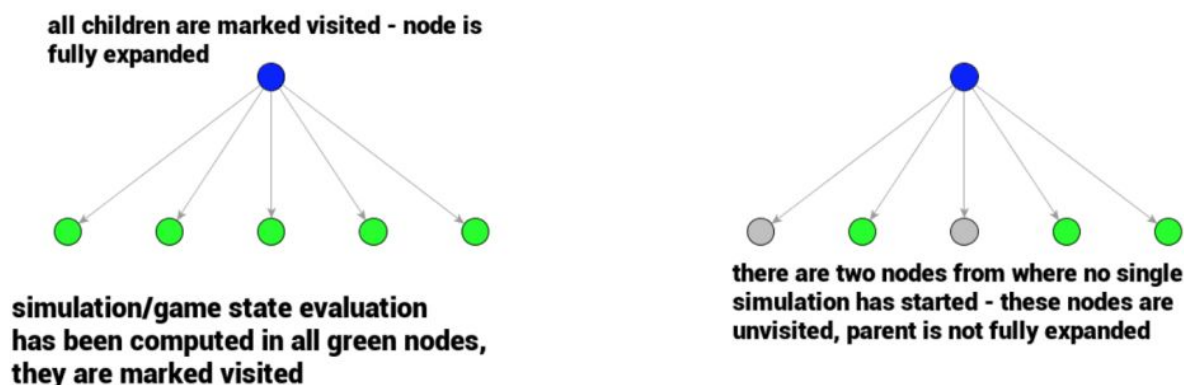 all children are marked visited - node is
fully expanded
simulation/game state evaluation
has been computed in all green nodes,
they are marked visited
there are two nodes from where no single
simulation has started - these nodes are
unvisited, parent is not fully expanded